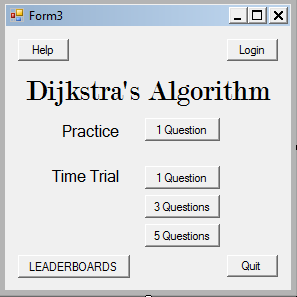 Form3
Help Login
Dijkstra's Algorithm
Practice 1 Question
Time Trial 1 Question
3 Questions
5 Questions
LEADERBOARDS Quit